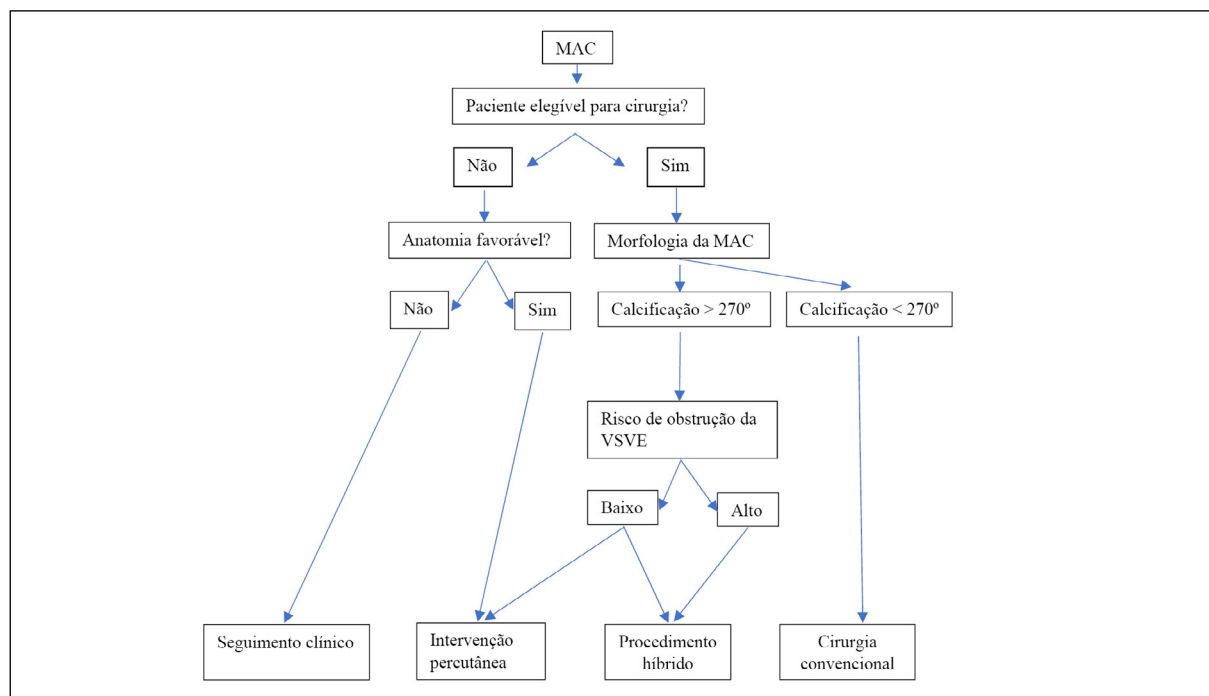 MAC
Paciente elegível para cirurgia?
Não
Sim
Anatomia favorável?
Morfologia da MAC
Não
Sim
Calcificação > 270º
Calcificação < 270º
Risco de obstrução da
VSVE
Baixo
Alto
Seguimento clínico
Intervenção
percutânea
Procedimento
híbrido
Cirurgia
convencional